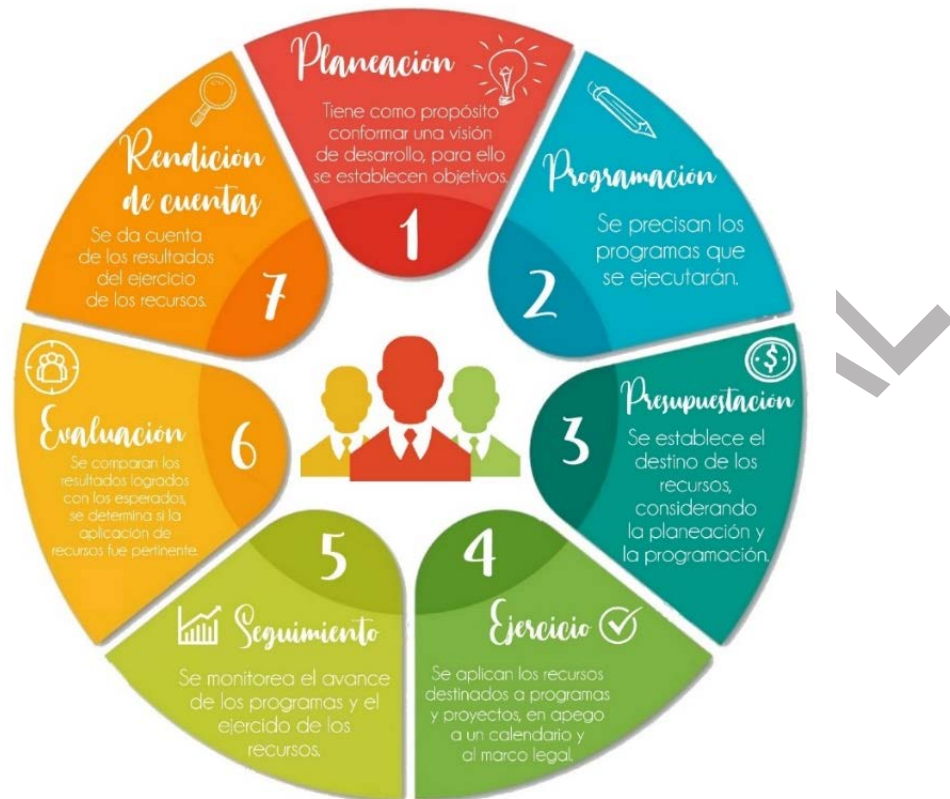 Planeación
Tiene como propósito
conformar una visión
de desarrollo, para ello
se establecen objetivos.
1
Programación
Se precisan los
programas que
se ejecutarán.
2
Presupuestación
Se establece el
destino de los
recursos,
considerando
la planeación y
la programación.
3
Ejercicio
Se aplican los recursos
destinados a programas
y proyectos, en apego
a un calendario y
al marco legal.
4
Seguimiento
Se monitorea el avance
de los programas y el
ejercido de los
recursos.
5
Evaluación
Se comparan los
resultados logrados
con los esperados,
se determina si la
aplicación de
recursos fue pertinente.
6
Rendición
de cuentas
Se da cuenta
de los resultados
del ejercicio
de los recursos.
7